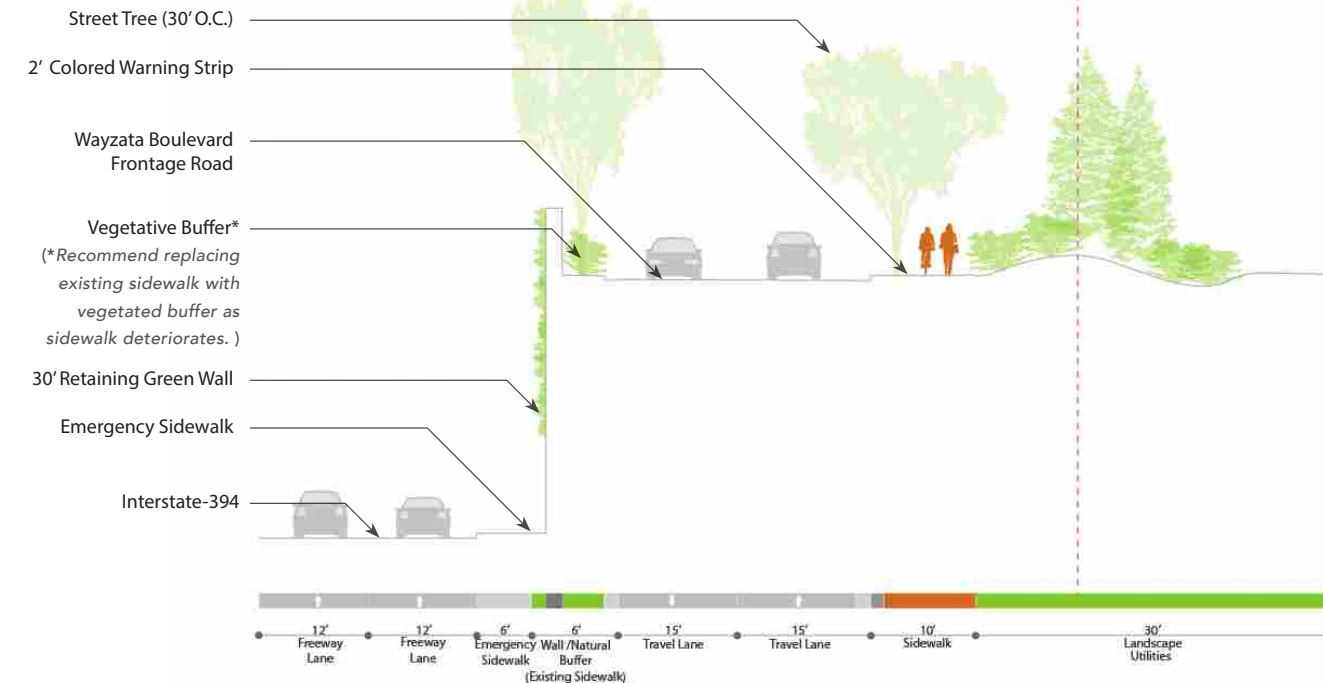 Street Tree (30’ O.C.)
2’ Colored Warning Strip
Wayzata Boulevard
Frontage Road
Vegetative Buffer*
(*Recommend replacing
existing sidewalk with
vegetated buffer as
sidewalk deteriorates. )
30’ Retaining Green Wall
Emergency Sidewalk
Interstate-394
12’
Freeway
Lane
12’
Freeway
Lane
6’
Emergency
Sidewalk
6’
Wall/Natural
Buffer
(Existing Sidewalk)
15’
Travel Lane
15’
Travel Lane
10’
Sidewalk
30’
Landscape
Utilities